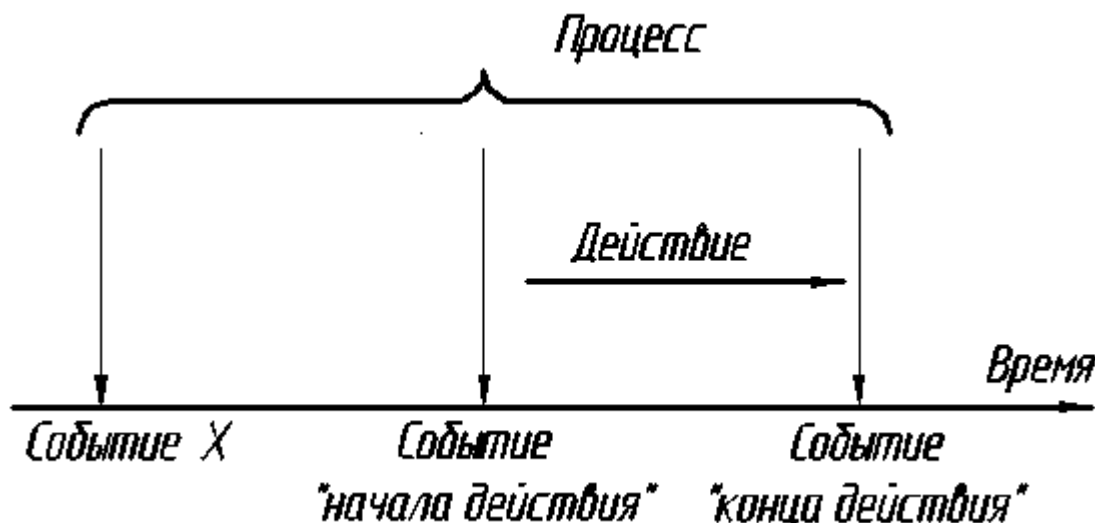 Процесс
Действие
Время
Событие X
Событие
"начала действия"
Событие
"конца действия"